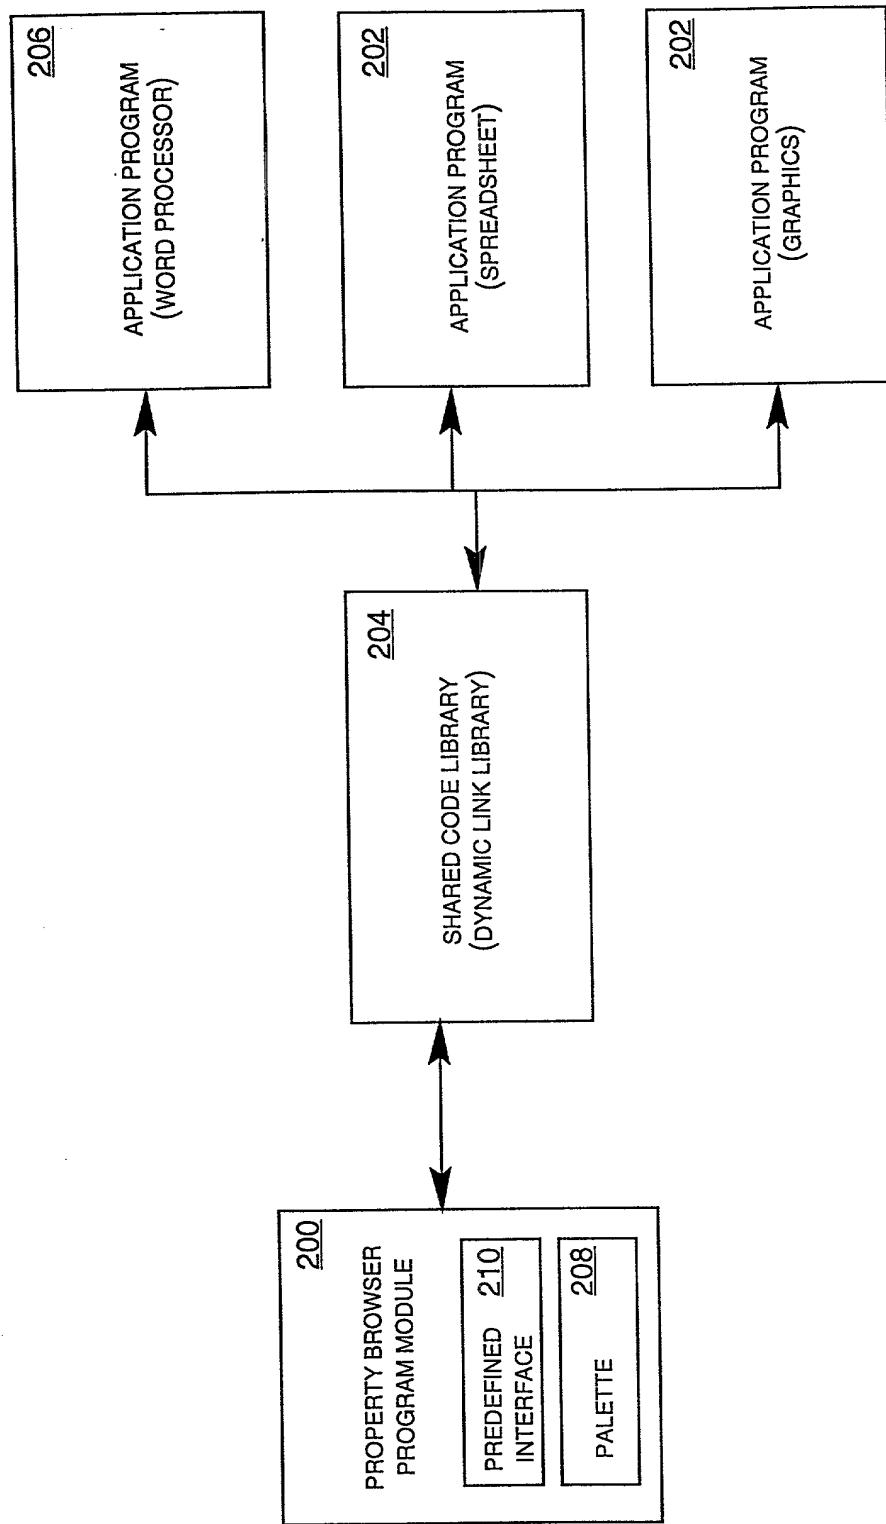 200
PROPERTY BROWSER
PROGRAM MODULE
PREDEFINED
INTERFACE
210
PALETTE
208
204
SHARED CODE LIBRARY
(DYNAMIC LINK LIBRARY)
206
APPLICATION PROGRAM
(WORD PROCESSOR)
202
APPLICATION PROGRAM
(SPREADSHEET)
202
APPLICATION PROGRAM
(GRAPHICS)